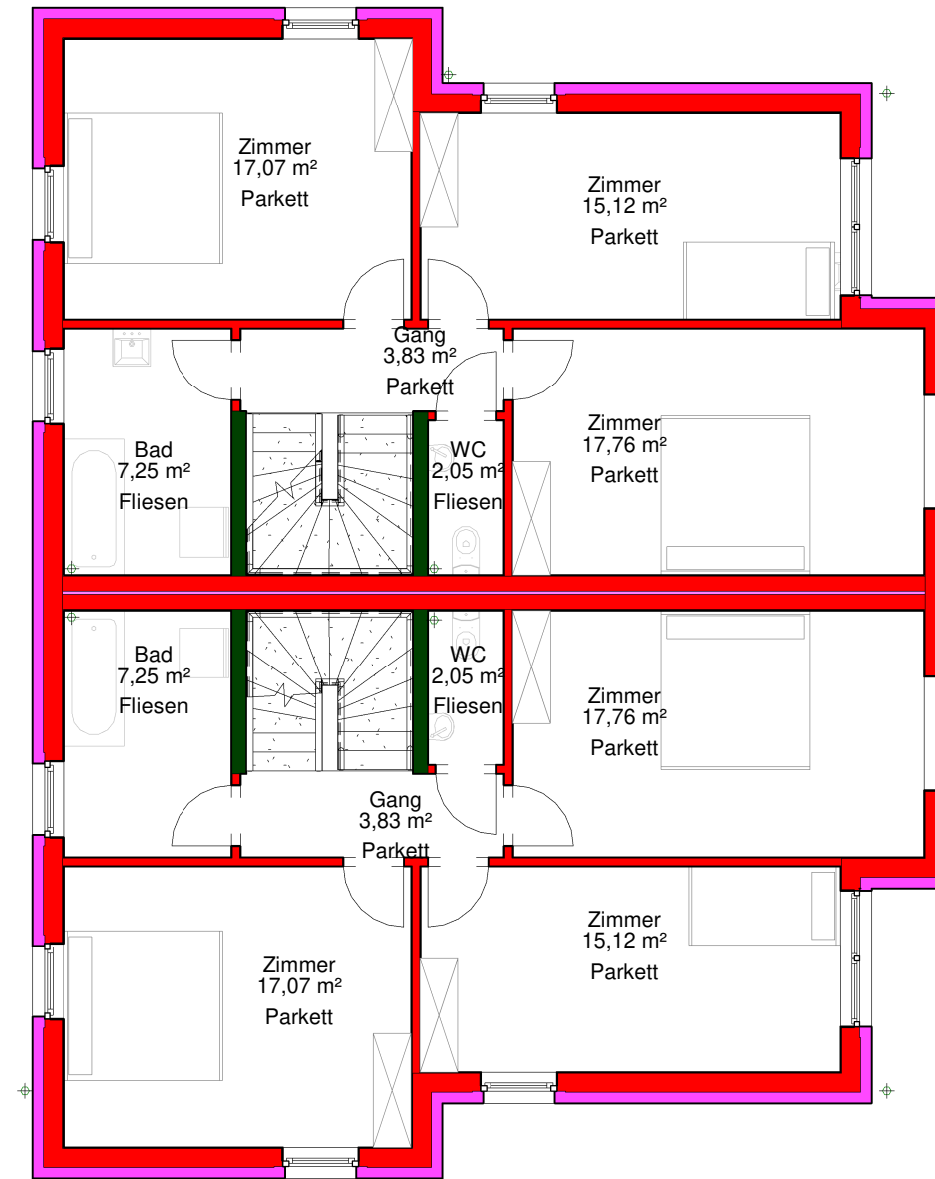 Zimmer
17,07 m²
Parkett
Zimmer
15,12 m²
Parkett
Gang
3,83 m²
Parkett
Bad
7,25 m²
Fliesen
WC
2,05 m²
Fliesen
Zimmer
17,76 m²
Parkett
Bad
7,25 m²
Fliesen
WC
2,05 m²
Fliesen
Zimmer
17,76 m²
Parkett
Gang
3,83 m²
Parkett
Zimmer
17,07 m²
Parkett
Zimmer
15,12 m²
Parkett